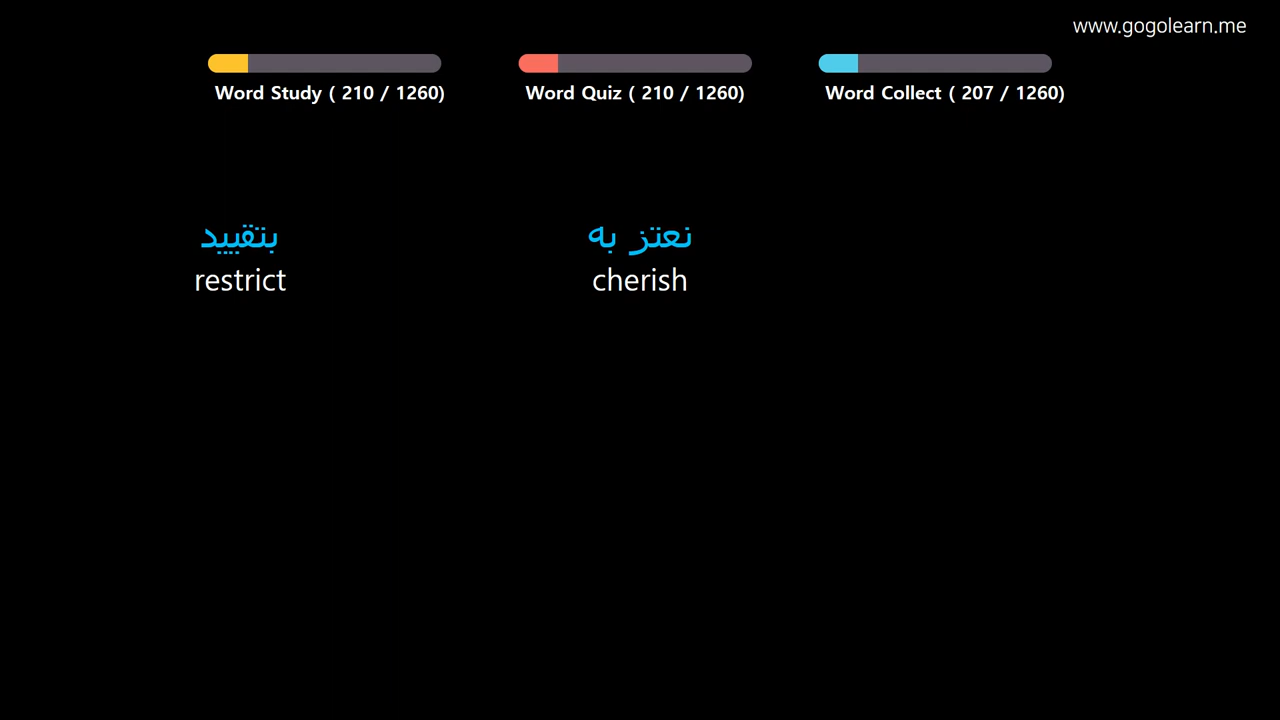 www.gogolearn.me
Word Study ( 210 / 1260)
Word Quiz ( 210 / 1260)
Word Collect ( 207 / 1260)
بتقييد
restrict
نعتز به
cherish